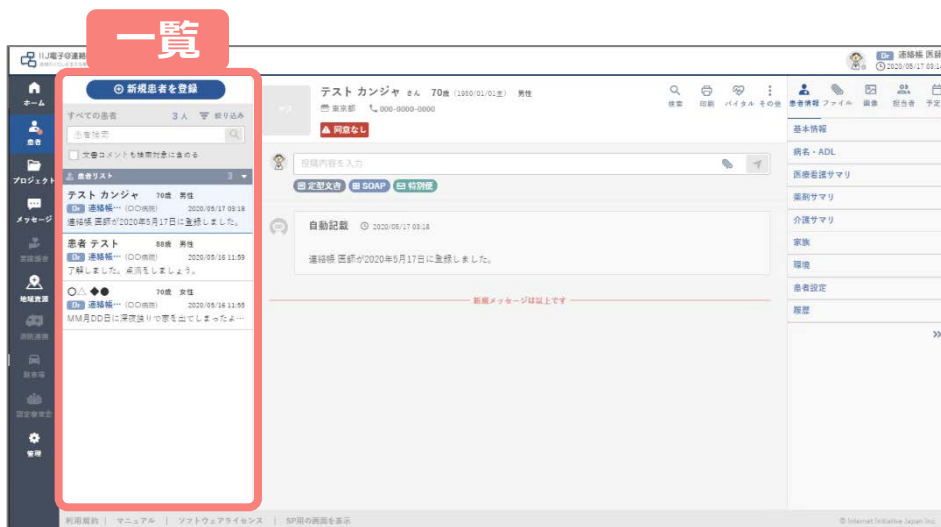 一覧
IIJ電子@連絡
Dr 連絡帳 医師
2020/05/17 03:1
ホーム
患者
プロジェクト
メッセージ
地域資源
駐車場
管理
新規患者を登録
すべての患者 3人 絞り込み
患者検索
文書コメントも検索対象に含める
患者リスト 3
テスト カンジャ 70歳 男性
Dr 連絡帳… (〇〇病院) 2020/05/17 03:18
連絡帳 医師が2020年5月17日に登録しました。
患者 テスト 88歳 男性
Dr 連絡帳… (〇〇病院) 2020/05/16 11:59
了解しました。点滴をしましょう。
〇△ ◆● 70歳 女性
Dr 連絡帳… (〇〇病院) 2020/05/16 11:55
MM月DD日に深夜独りで家を出てしまったよ…
テスト カンジャ さん 70歳 (1950/01/01生) 男性
東京都 000-0000-0000
同意なし
検索 印刷 バイタル その他
投稿内容を入力
定型文書 SOAP 特別便
自動記載 2020/05/17 03:18
連絡帳 医師が2020年5月17日に登録しました。
新規メッセージは以上です
患者情報 ファイル 画像 担当者 予定
基本情報
病名・ADL
医療看護サマリ
薬剤サマリ
介護サマリ
家族
環境
患者設定
履歴
利用規約 | マニュアル | ソフトウェアライセンス | SP用の画面を表示
© Internet Initiative Japan Inc.